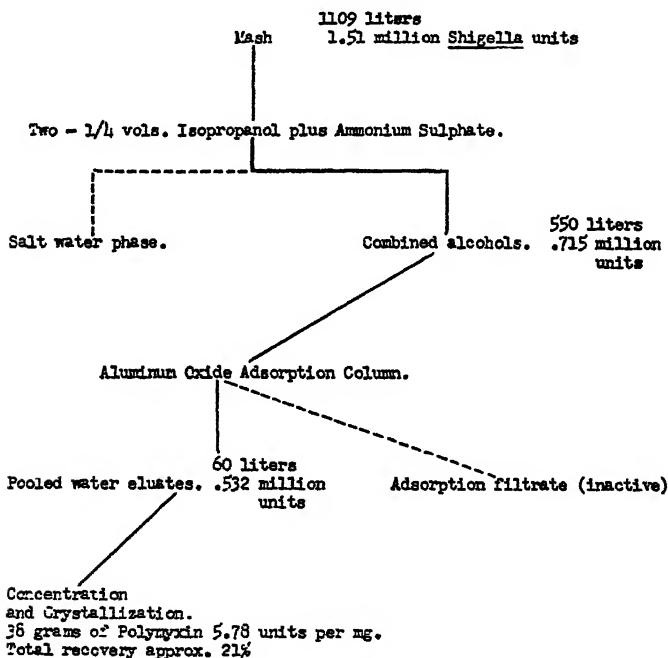 1109 liters
Mash 1.51 million Shigella units
Two - 1/4 vols. Isopropanol plus Ammonium Sulphate.
Salt water phase.
550 liters
Combined alcohols. .715 million
units
Aluminum Oxide Adsorption Column.
60 liters
Pooled water eluates. .532 million
units
Adsorption filtrate (inactive)
Concentration
and Crystallization.
38 grams of Polymyxin 5.78 units per mg.
Total recovery approx. 21%